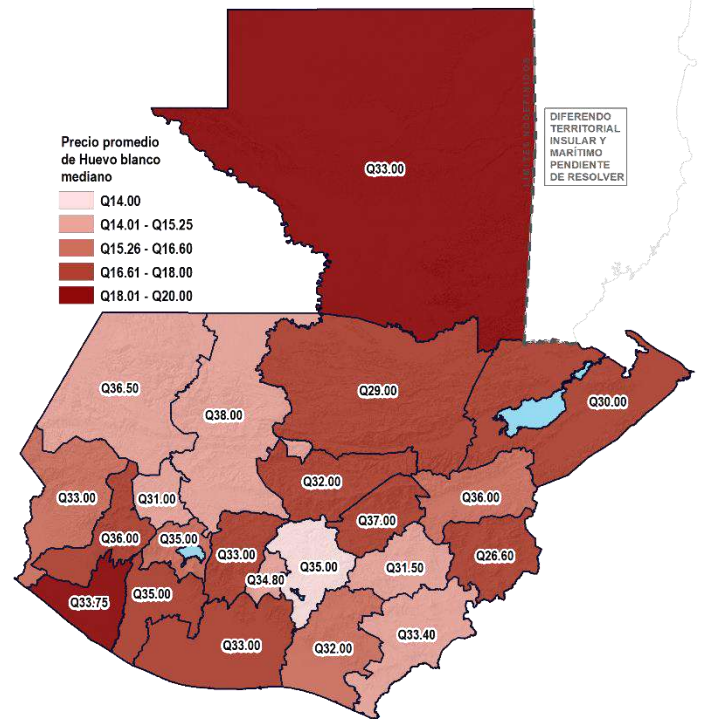 Precio promedio
de Huevo blanco
mediano
Q14.00
Q14.01 - Q15.25
Q15.26 - Q16.60
Q16.61 - Q18.00
Q18.01 - Q20.00
LÍMITES NO DEFINIDOS
DIFERENDO
TERRITORIAL
INSULAR Y
MARÍTIMO
PENDIENTE
DE RESOLVER
Q33.00
Q36.50
Q38.00
Q29.00
Q30.00
Q33.00
Q31.00
Q32.00
Q36.00
Q36.00
Q35.00
Q33.00
Q37.00
Q35.00
Q26.60
Q34.80
Q31.50
Q33.75
Q35.00
Q33.00
Q32.00
Q33.40